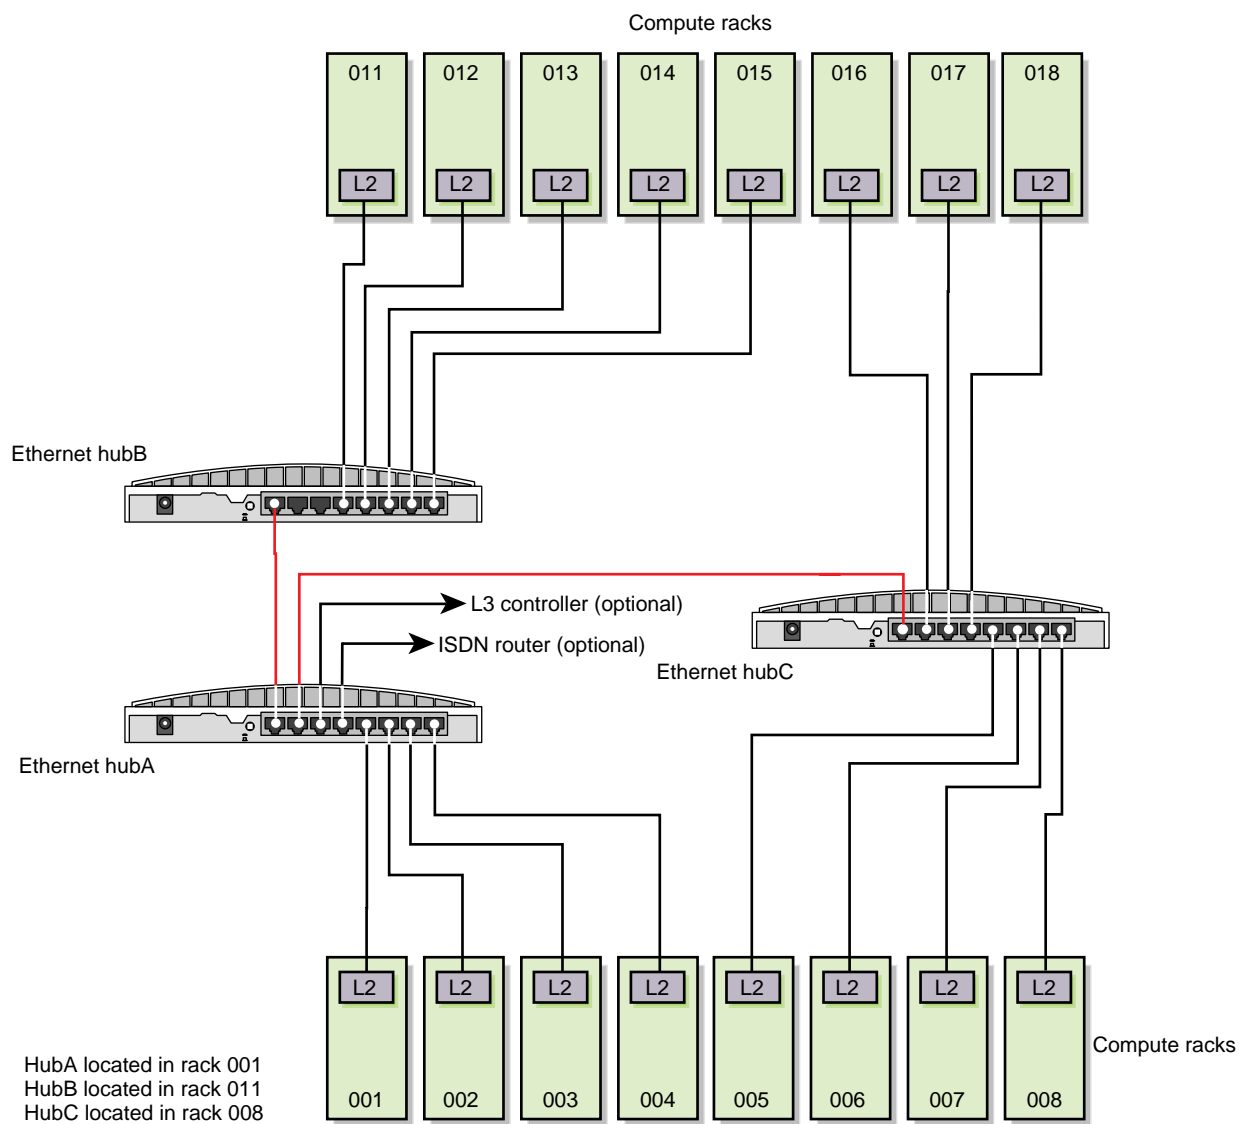 Compute racks
011 012 013 014 015 016 017 018
L2 L2 L2 L2 L2 L2 L2 L2
Ethernet hubB
L3 controller (optional)
ISDN router (optional)
Ethernet hubC
Ethernet hubA
L2 L2 L2 L2 L2 L2 L2 L2
Compute racks
001 002 003 004 005 006 007 008
HubA located in rack 001
HubB located in rack 011
HubC located in rack 008